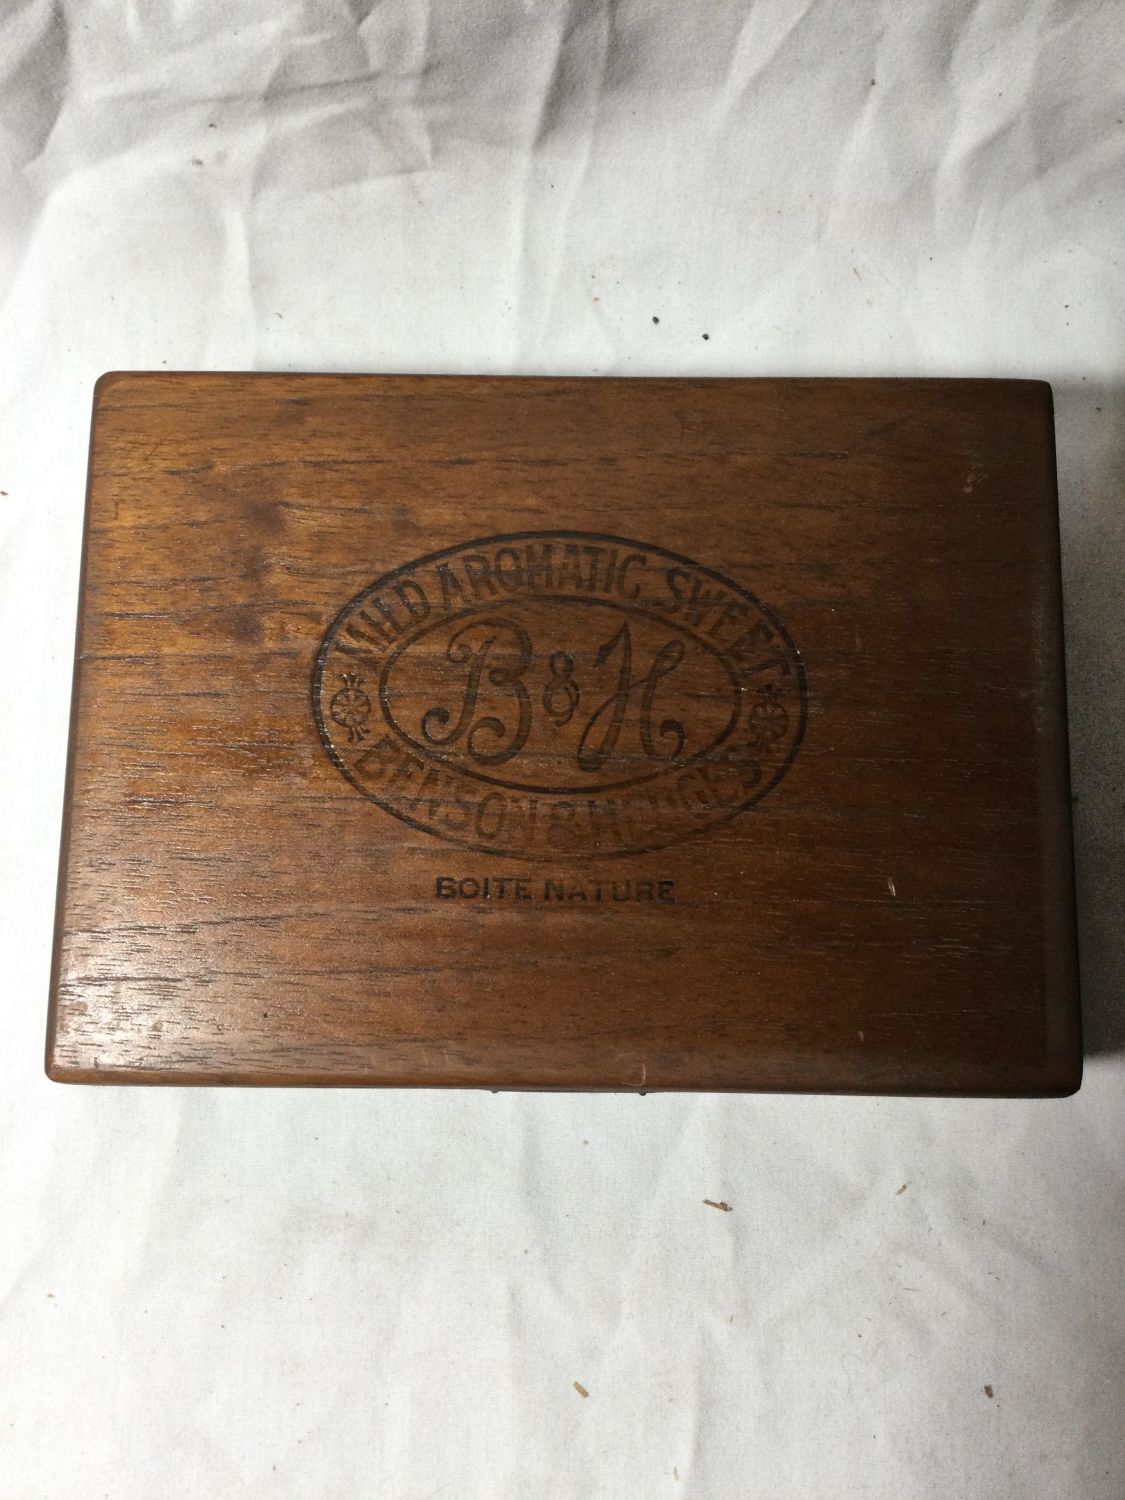 MILD AROMATIC SWEET
B & H
BENSON & HEDGES
BOITE NATURE